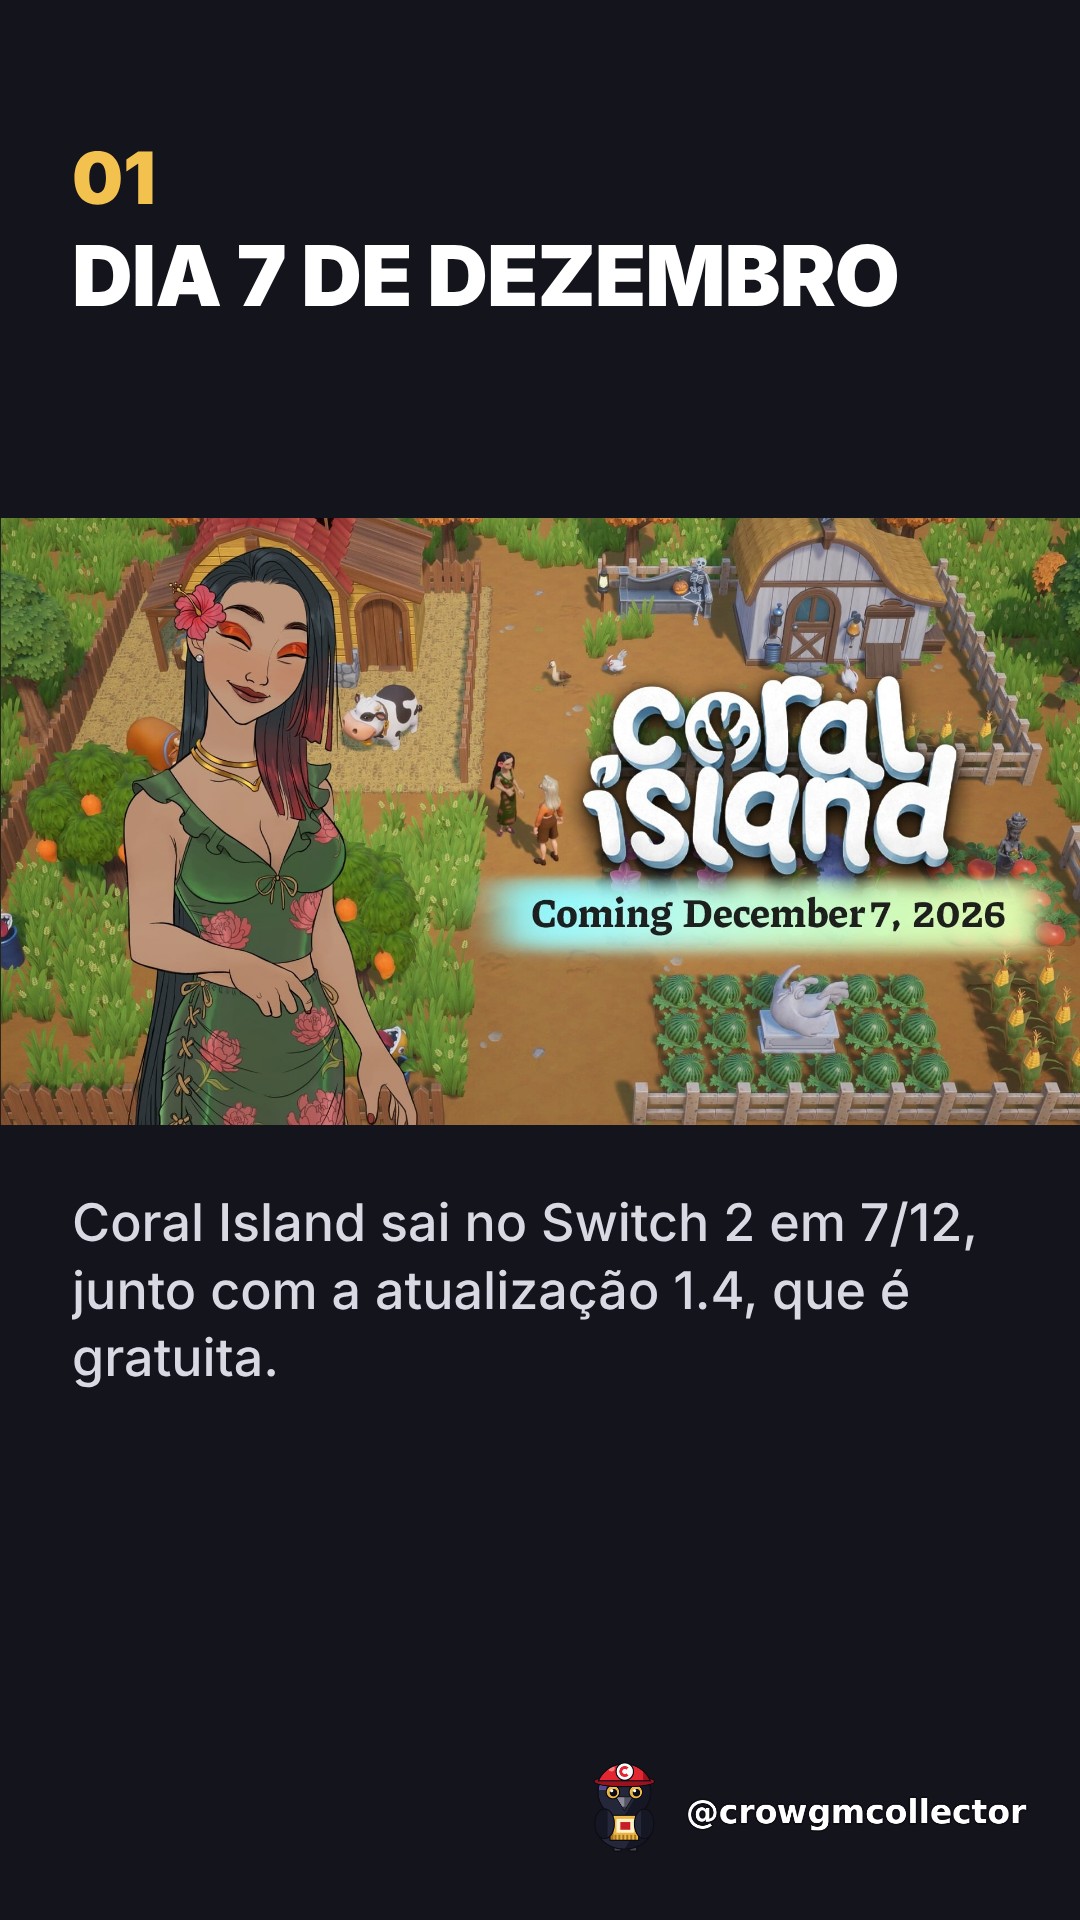 01
DIA 7 DE DEZEMBRO
coral
island
Coming December 7, 2026
Coral Island sai no Switch 2 em 7/12,
junto com a atualização 1.4, que é
gratuita.
C
@crowgmcollector